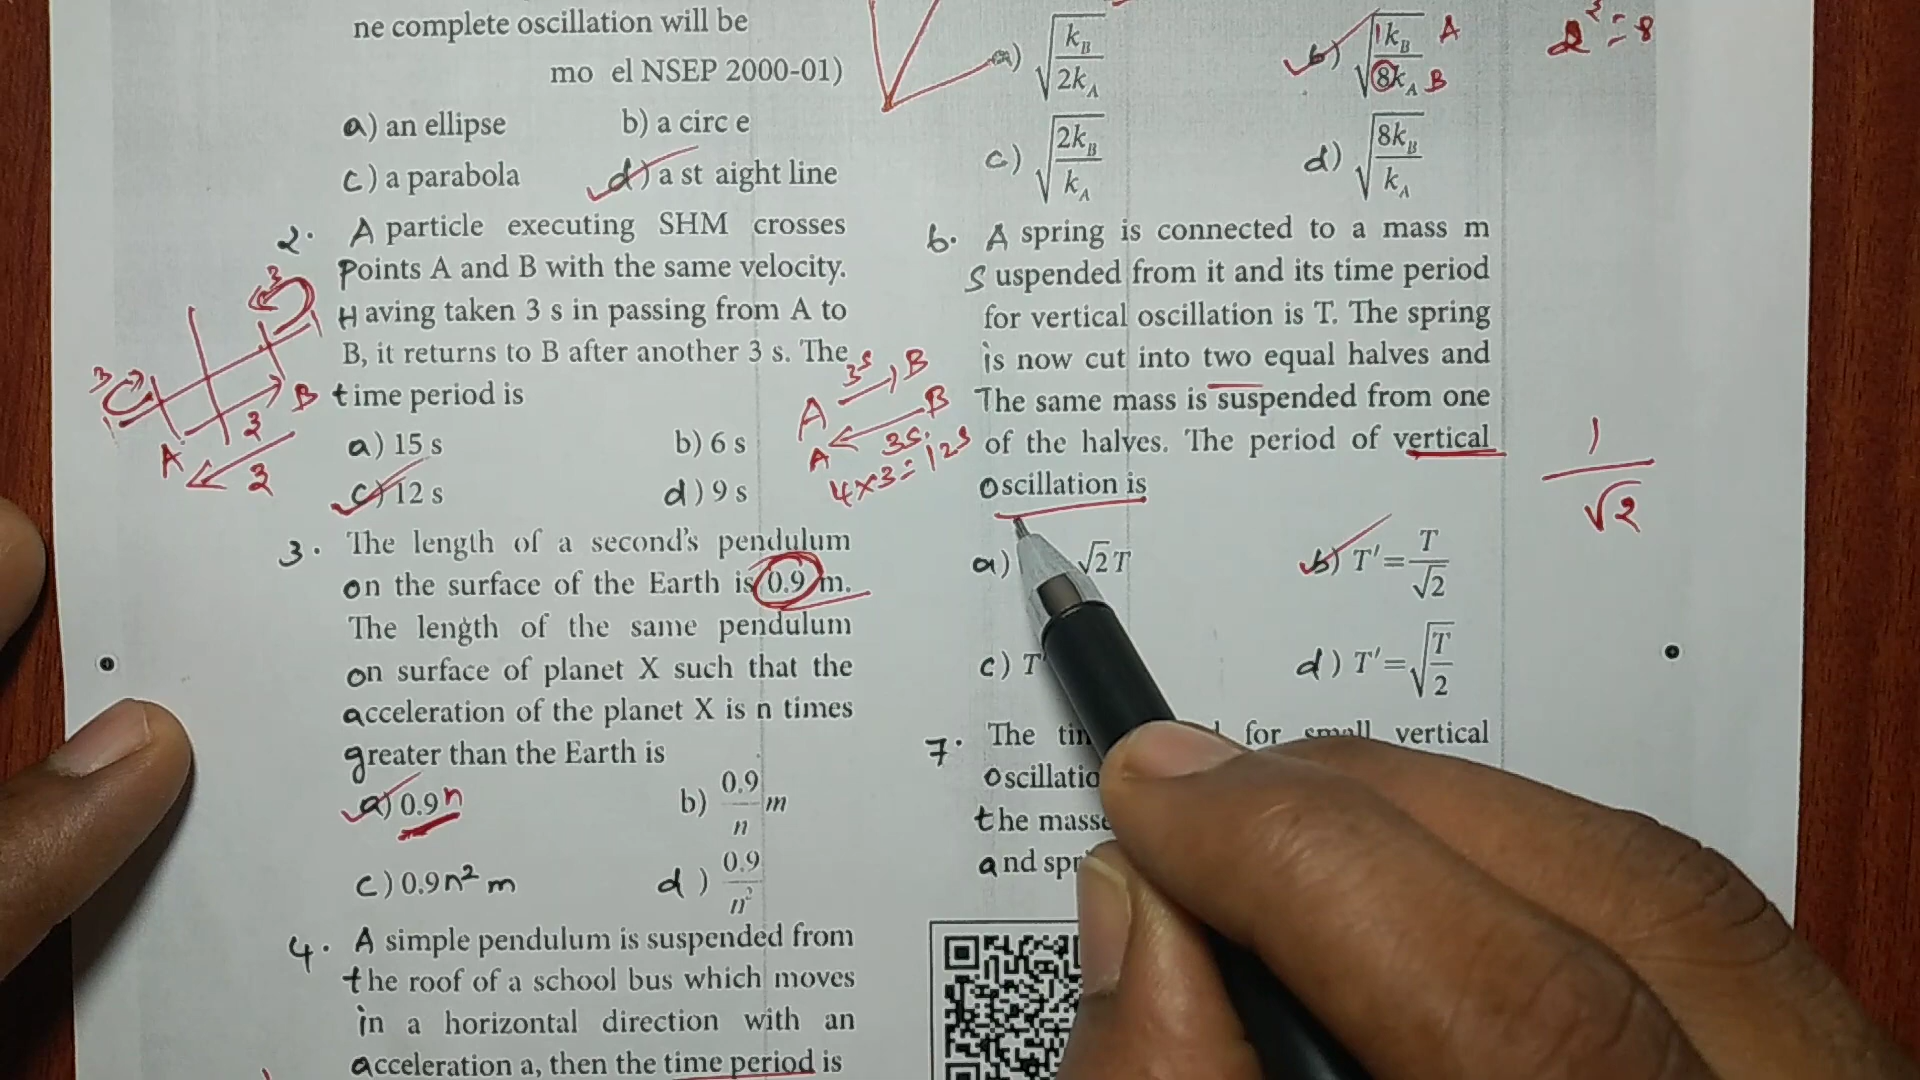 ne complete oscillation will be
mo el NSEP 2000-01)
a) an ellipse b) a circ e
c) a parabola d) a st aight line
2. A particle executing SHM crosses
Points A and B with the same velocity.
Having taken 3 s in passing from A to
B, it returns to B after another 3 s. The
time period is
a) 15 s b) 6 s
c) 12 s d) 9 s
3
3
A
B
3
3
3s B
A B
A 3s.
4×3=12s
3. The length of a second's pendulum
on the surface of the Earth is 0.9 m.
The length of the same pendulum
on surface of planet X such that the
acceleration of the planet X is n times
greater than the Earth is
a) 0.9n b) 0.9/n m
c) 0.9n² m d) 0.9/n²
4. A simple pendulum is suspended from
the roof of a school bus which moves
in a horizontal direction with an
acceleration a, then the time period is
a) √(k_B/2k_A) b) √(1k_B/8k_A) A B
2³=8
c) √(2k_B/k_A) d) √(8k_B/k_A)
6. A spring is connected to a mass m
Suspended from it and its time period
for vertical oscillation is T. The spring
is now cut into two equal halves and
The same mass is suspended from one
of the halves. The period of vertical
oscillation is
1/√2
a) √2T b) T′=T/√2
c) T′ d) T′=√(T/2)
7. The for small vertical
oscillatio
the masse
and spr